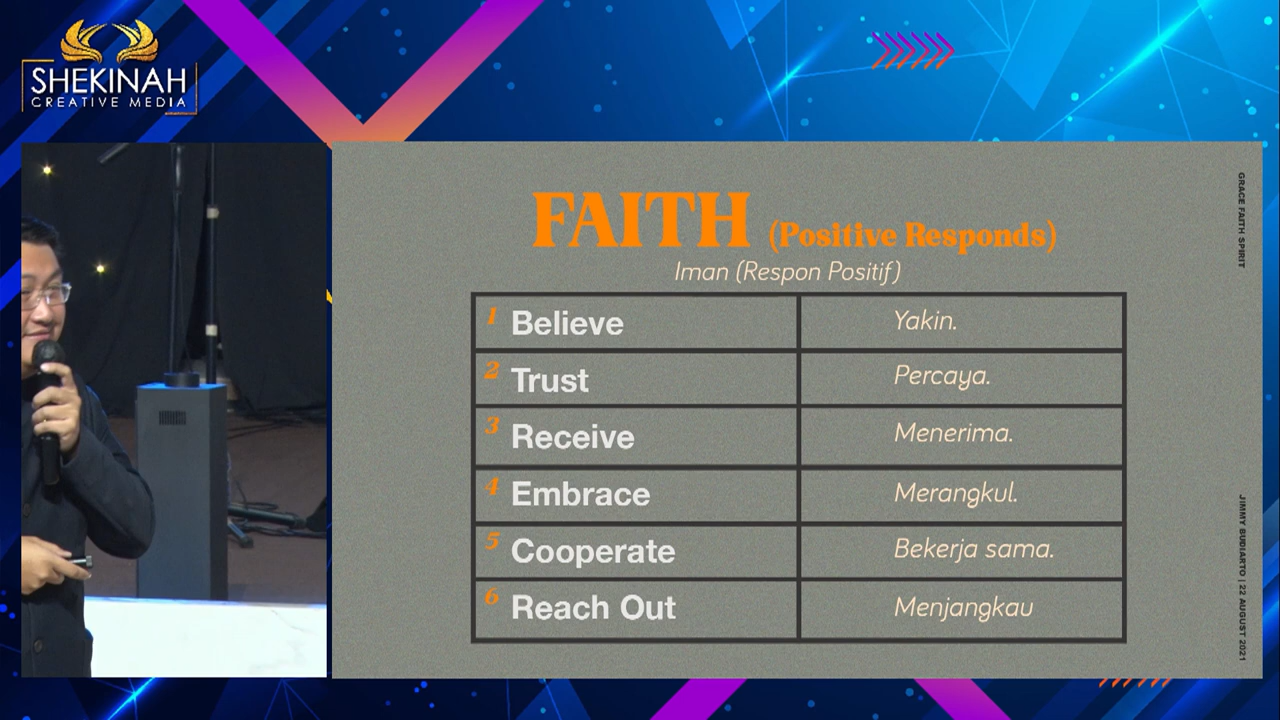 SHEKINAH
CREATIVE MEDIA
FAITH (Positive Responds)
Iman (Respon Positif)
1 Believe Yakin.
2 Trust Percaya.
3 Receive Menerima.
4 Embrace Merangkul.
5 Cooperate Bekerja sama.
6 Reach Out Menjangkau
GRACE FAITH SPIRIT
JIMMY BUDIARTO | 22 AUGUST 2021